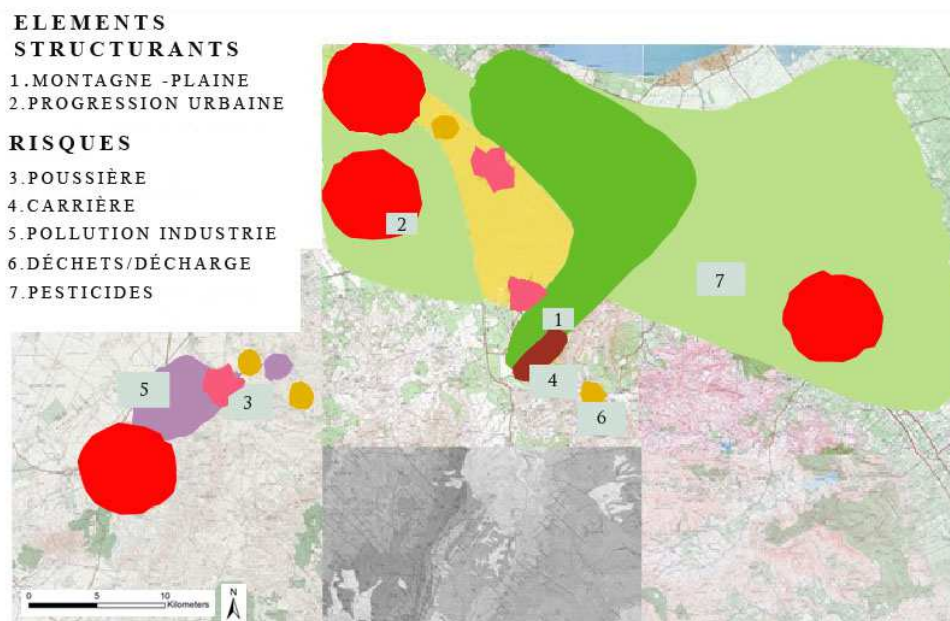 ELEMENTS
STRUCTURANTS
1.MONTAGNE -PLAINE
2.PROGRESSION URBAINE
RISQUES
3.POUSSIÈRE
4.CARRIÈRE
5.POLLUTION INDUSTRIE
6.DÉCHETS/DÉCHARGE
7.PESTICIDES
2
7
1
5
3
4
6
0 5 10
Kilometers
N